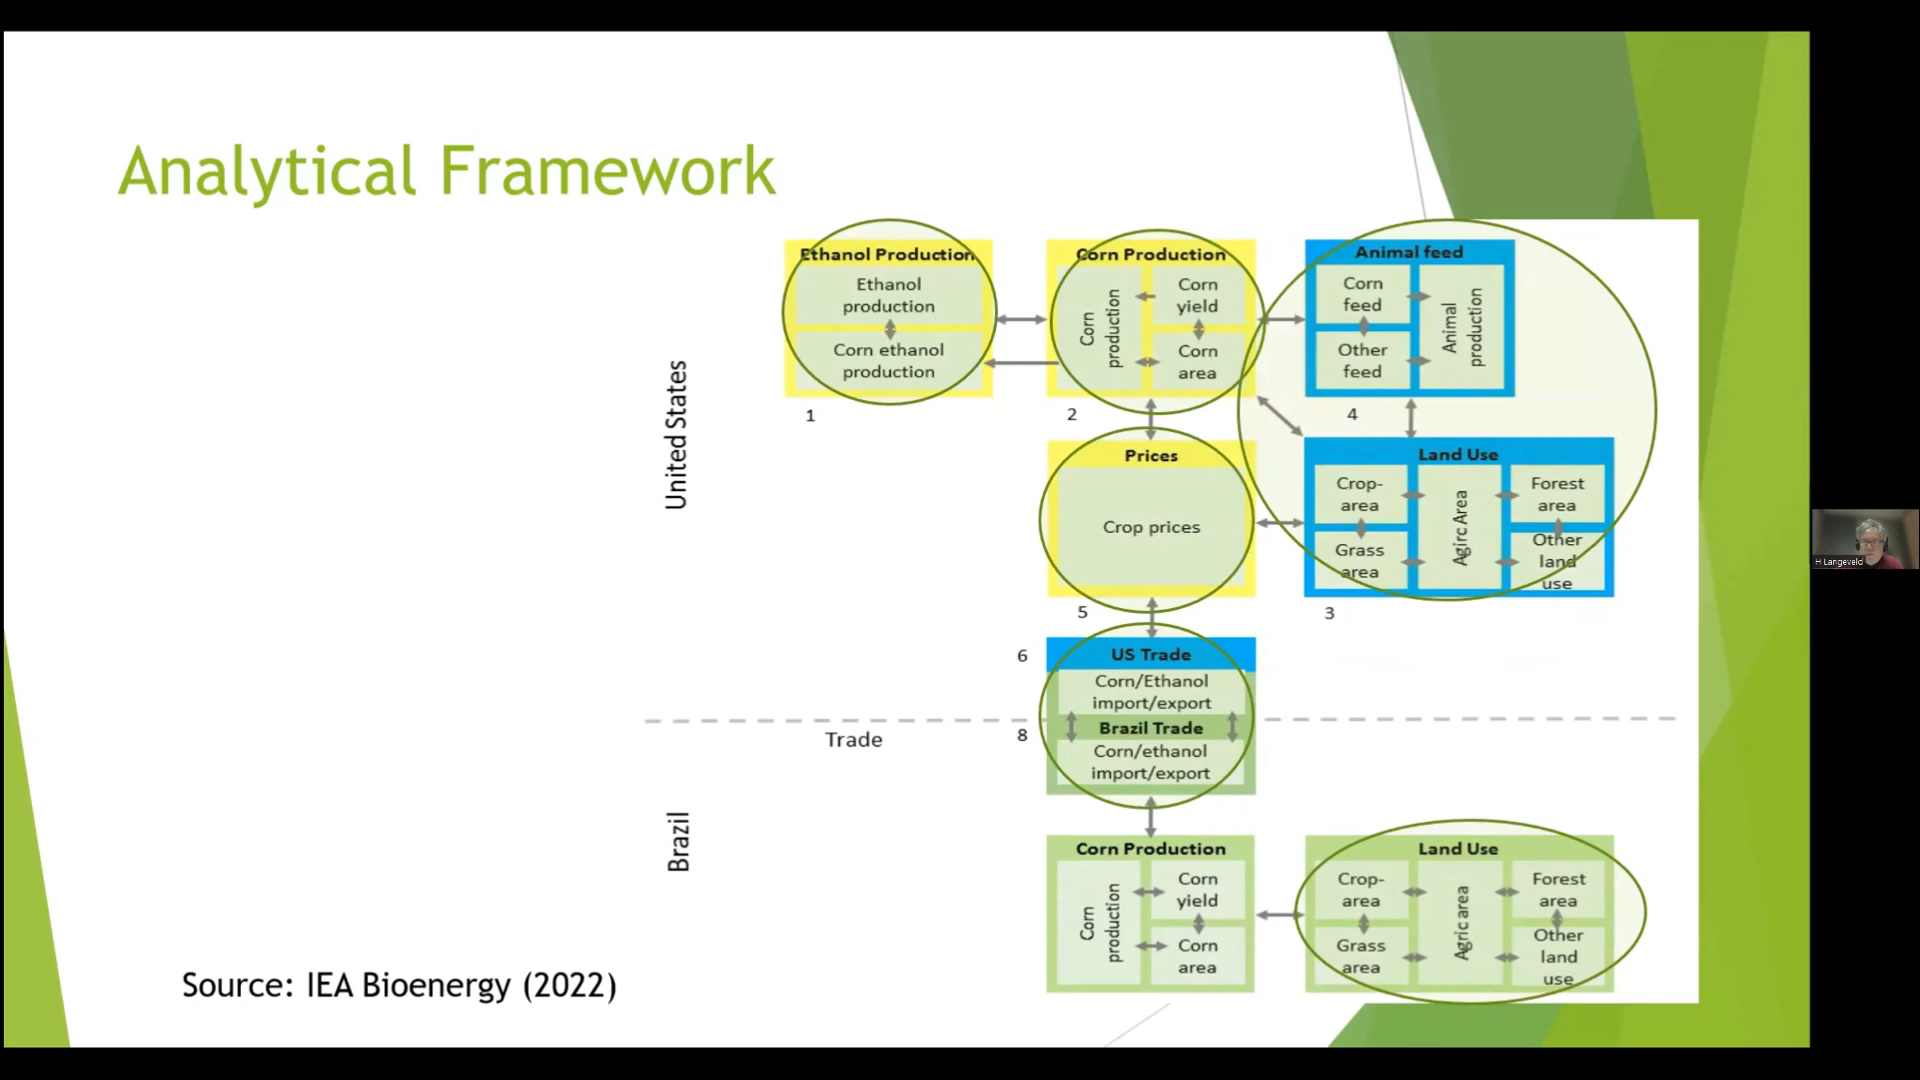 Analytical Framework
United States
Ethanol Production
Ethanol
production
Corn ethanol
production
1
Corn Production
Corn
production
Corn
yield
Corn
area
2
Animal feed
Corn
feed
Other
feed
Animal
production
4
Prices
Crop prices
5
Land Use
Crop-
area
Grass
area
Agirc Area
Forest
area
Other
land
use
3
6
US Trade
Corn/Ethanol
import/export
Trade
8
Brazil Trade
Corn/ethanol
import/export
Brazil
Corn Production
Corn
production
Corn
yield
Corn
area
Land Use
Crop-
area
Grass
area
Agric area
Forest
area
Other
land
use
Source: IEA Bioenergy (2022)
H Langeveld